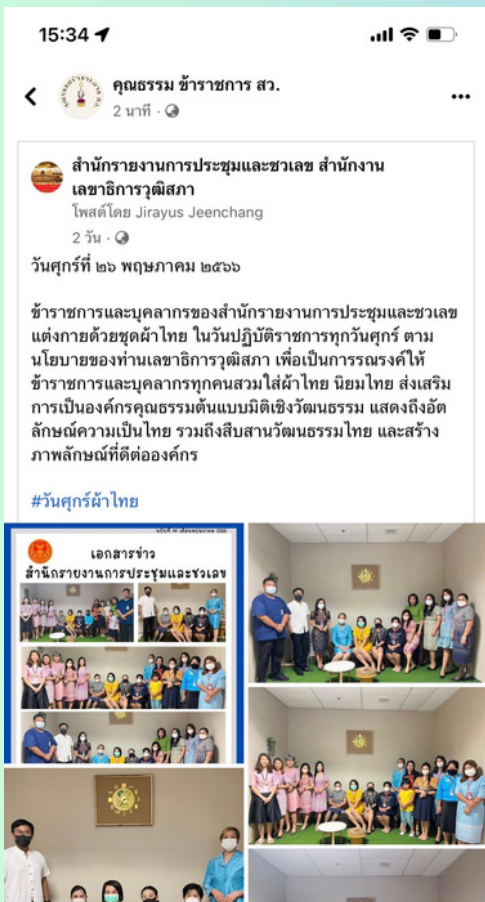 15:34
คุณธรรม ข้าราชการ สว.
2 นาที ·
สำนักรายงานการประชุมและชวเลข สำนักงาน
เลขาธิการวุฒิสภา
โพสต์โดย Jirayus Jeenchang
2 วัน ·
วันศุกร์ที่ ๒๖ พฤษภาคม ๒๕๖๖
ข้าราชการและบุคลากรของสำนักรายงานการประชุมและชวเลข
แต่งกายด้วยชุดผ้าไทย ในวันปฏิบัติราชการทุกวันศุกร์ ตาม
นโยบายของท่านเลขาธิการวุฒิสภา เพื่อเป็นการรณรงค์ให้
ข้าราชการและบุคลากรทุกคนสวมใส่ผ้าไทย นิยมไทย ส่งเสริม
การเป็นองค์กรคุณธรรมต้นแบบมิติเชิงวัฒนธรรม แสดงถึงอัต
ลักษณ์ความเป็นไทย รวมถึงสืบสานวัฒนธรรมไทย และสร้าง
ภาพลักษณ์ที่ดีต่อองค์กร
#วันศุกร์ผ้าไทย
เอกสารข่าว
สำนักรายงานการประชุมและชวเลข